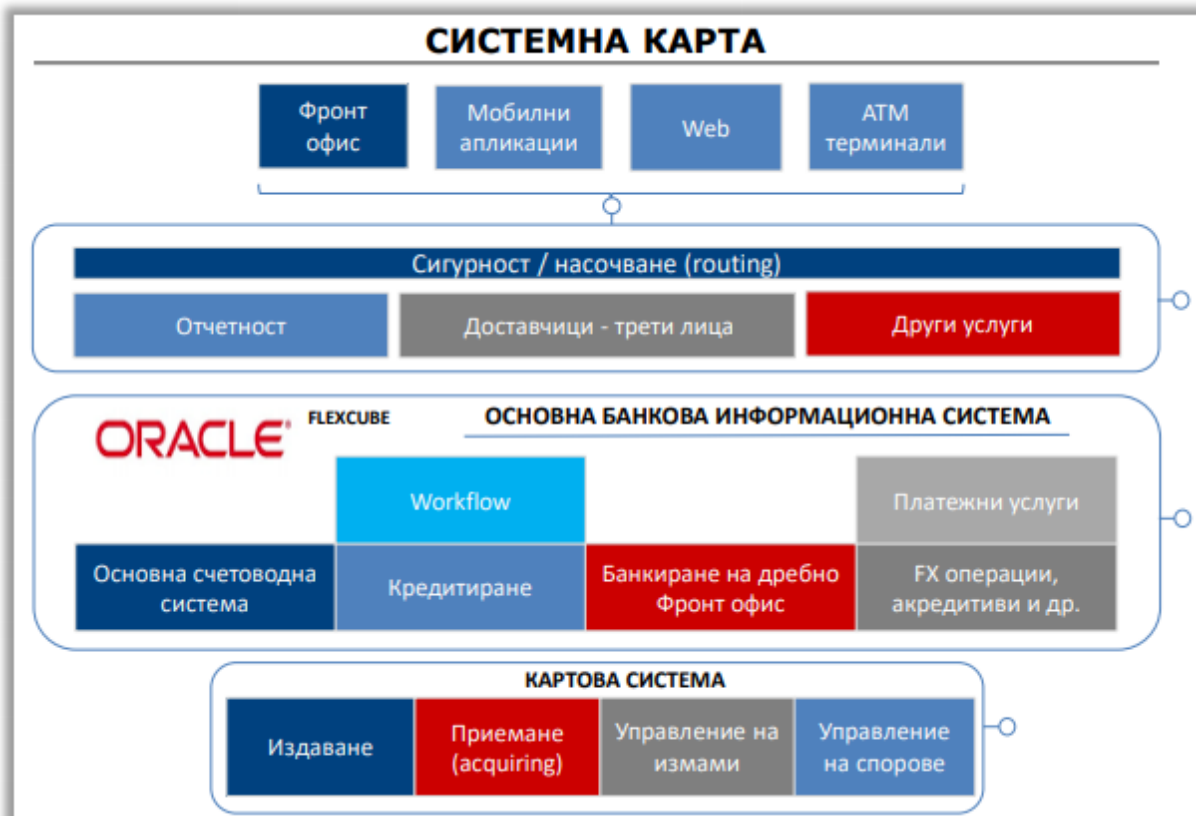 СИСТЕМНА КАРТА
Фронт
офис
Мобилни
апликации
Web
АТМ
терминали
Сигурност / насочване (routing)
Отчетност
Доставчици - трети лица
Други услуги
ORACLE
FLEXCUBE
ОСНОВНА БАНКОВА ИНФОРМАЦИОННА СИСТЕМА
Workflow
Платежни услуги
Основна счетоводна
система
Кредитиране
Банкиране на дребно
Фронт офис
FX операции,
акредитиви и др.
КАРТОВА СИСТЕМА
Издаване
Приемане
(acquiring)
Управление на
измами
Управление
на спорове